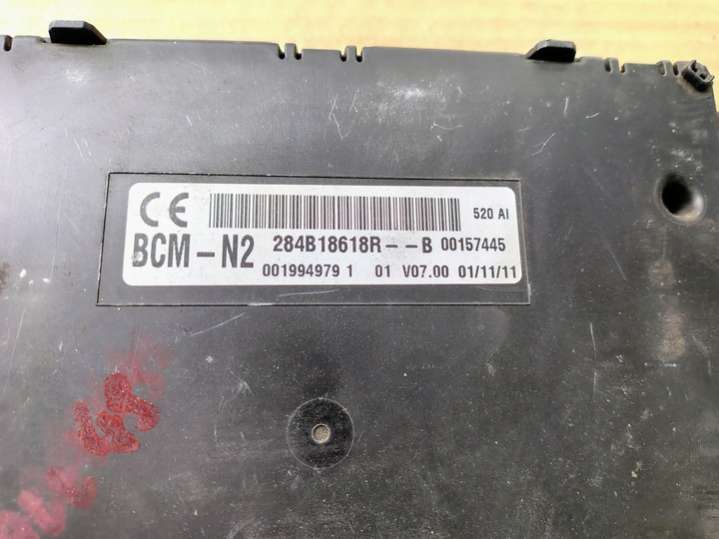 CE 520 AI
BCM-N2 284B18618R--B 00157445
001994979 1 01 V07.00 01/11/11